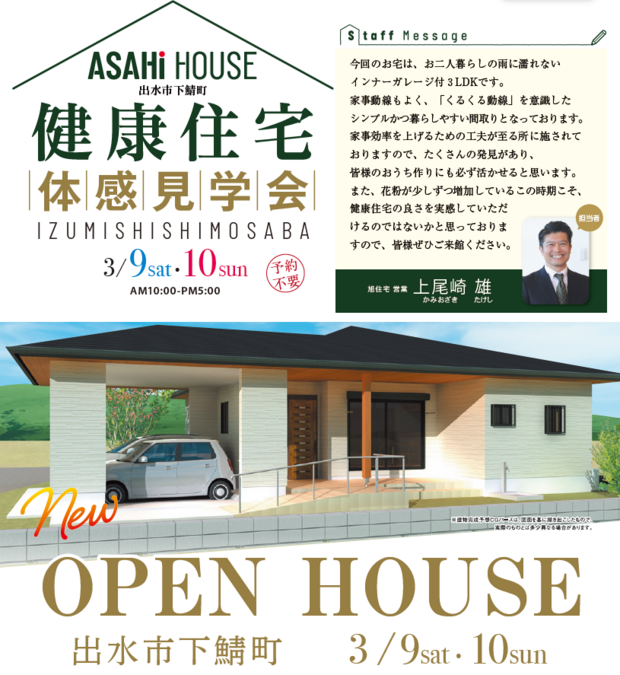 ASAHi HOUSE
出水市下鯖町
健康住宅
体感見学会
IZUMISHISHIMOSABA
3/9sat・10sun
予約
不要
AM10:00-PM5:00
Staff Message
今回のお宅は、お二人暮らしの雨に濡れない
インナーガレージ付3LDKです。
家事動線もよく、「くるくる動線」を意識した
シンプルかつ暮らしやすい間取りとなっております。
家事効率を上げるための工夫が至る所に施されて
おりますので、たくさんの発見があり、
皆様のおうち作りにも必ず活かせると思います。
また、花粉が少しずつ増加しているこの時期こそ、
健康住宅の良さを実感していただ
けるのではないかと思っておりま
すので、皆様ぜひご来館ください。
担当者
旭住宅 営業 上尾崎 雄
かみおざき たけし
New
※建物完成予想CGパースは、図面を基に描き起こしたもので、
実際のものとは多少異なる場合があります。
OPEN HOUSE
出水市下鯖町 3/9sat・10sun